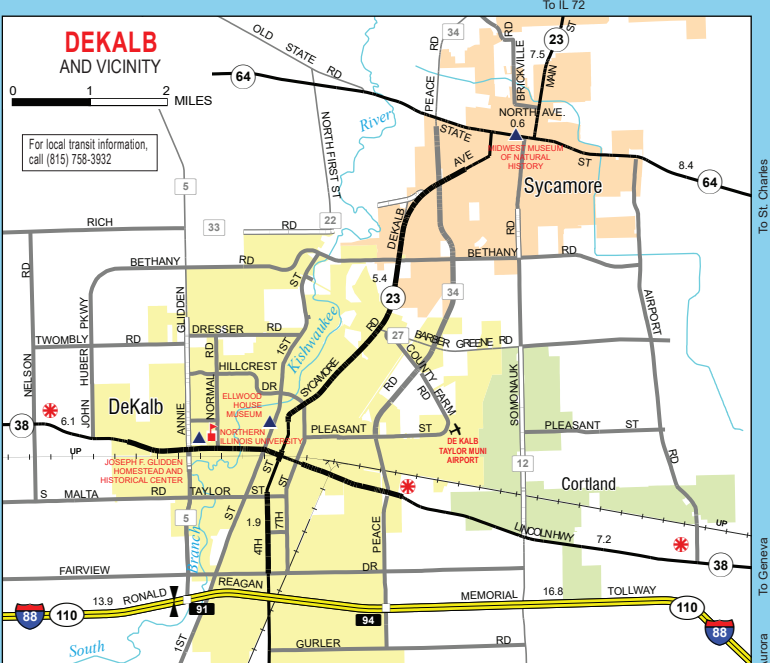 To IL 72
DEKALB
AND VICINITY
0 1 2 MILES
For local transit information,
call (815) 758-3932
OLD STATE RD
34
RD
23
ST
7.5
MAIN
BRICKVILLE
RD
PEACE
64
NORTH AVE.
0.6
River
NORTH FIRST ST
STATE
ST
MIDWEST MUSEUM
OF NATURAL
HISTORY
AVE
8.4
64
To St. Charles
Sycamore
5
33
22
RICH
RD
DEKALB
RD
BETHANY
RD
BETHANY
RD
5.4
23
34
RD
PKWY
GLIDDEN
ST
AIRPORT
TWOMBLY
RD
DRESSER
RD
27
BARBER GREENE RD
RD
Kishwaukee
1ST
HUBER
JOHN
NELSON
RD
NORMAL
HILLCREST
DR
SYCAMORE
COUNTY FARM
RD
RD
SOMONAUK
ELLWOOD
HOUSE
MUSEUM
DeKalb
ANNIE
38
6.1
NORTHERN
ILLINOIS UNIVERSITY
PLEASANT
ST
PLEASANT
ST
DE KALB
TAYLOR MUNI
AIRPORT
UP
JOSEPH F. GLIDDEN
HOMESTEAD AND
HISTORICAL CENTER
ST
12
RD
Cortland
S MALTA
RD
TAYLOR
ST
ST
ST
5
1.9
7TH
4TH
Branch
PEACE
LINCOLN HWY
7.2
UP
38
To Geneva
FAIRVIEW
DR
88
110
13.9
RONALD
REAGAN
91
94
MEMORIAL
16.8
TOLLWAY
110
88
South
1ST
GURLER
RD
urora